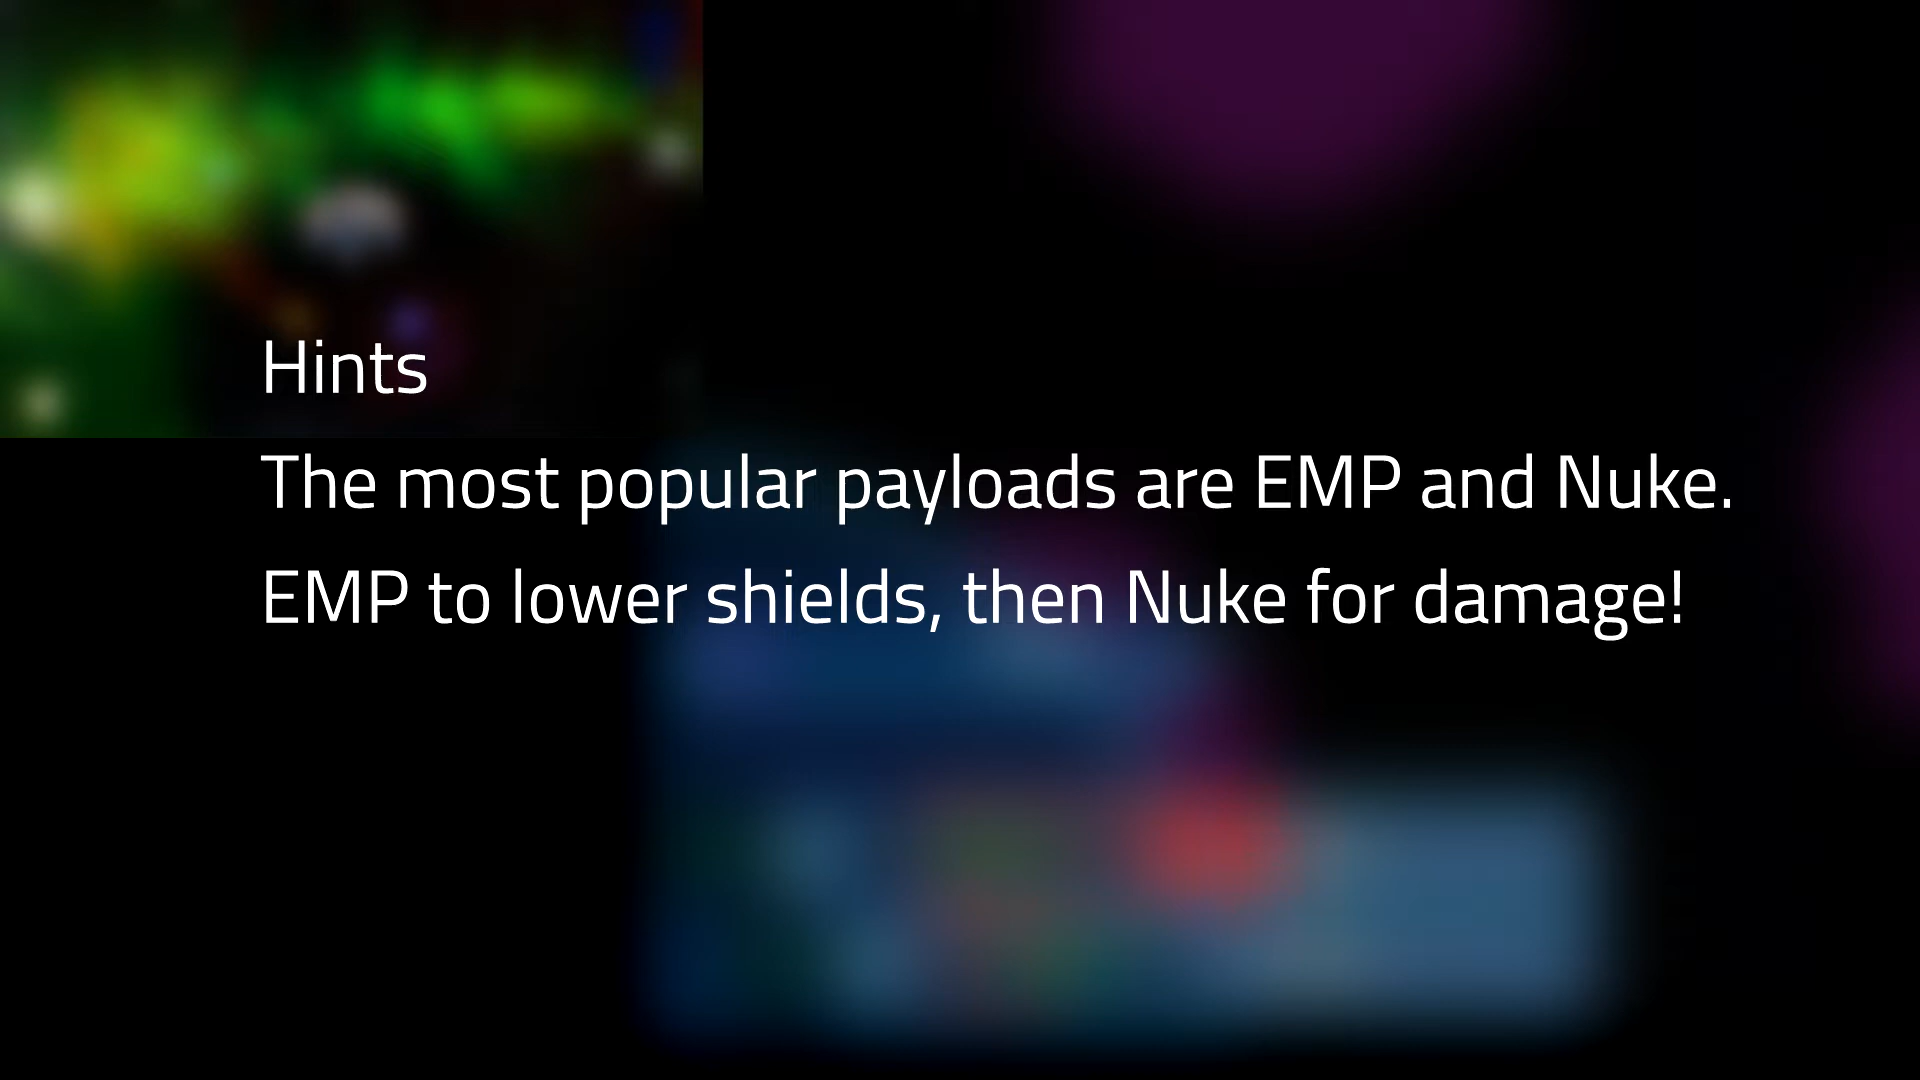 Hints
The most popular payloads are EMP and Nuke.
EMP to lower shields, then Nuke for damage!